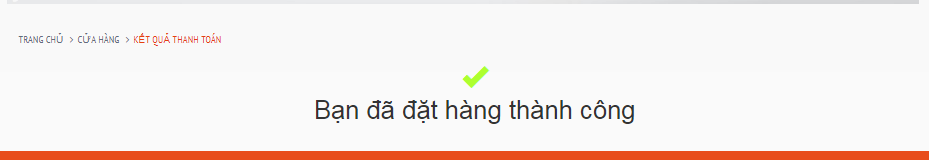 TRANG CHỦ > CỬA HÀNG > KẾT QUẢ THANH TOÁN
Bạn đã đặt hàng thành công